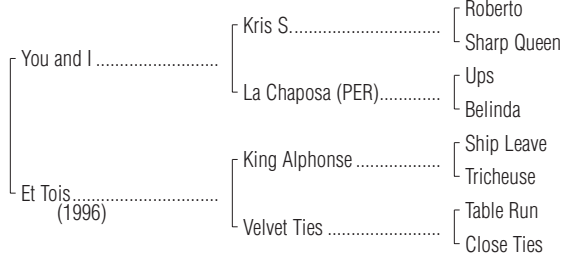 Roberto
Kris S.
Sharp Queen
You and I
Ups
La Chaposa (PER)
Belinda
Ship Leave
King Alphonse
Tricheuse
Et Tois
(1996)
Table Run
Velvet Ties
Close Ties